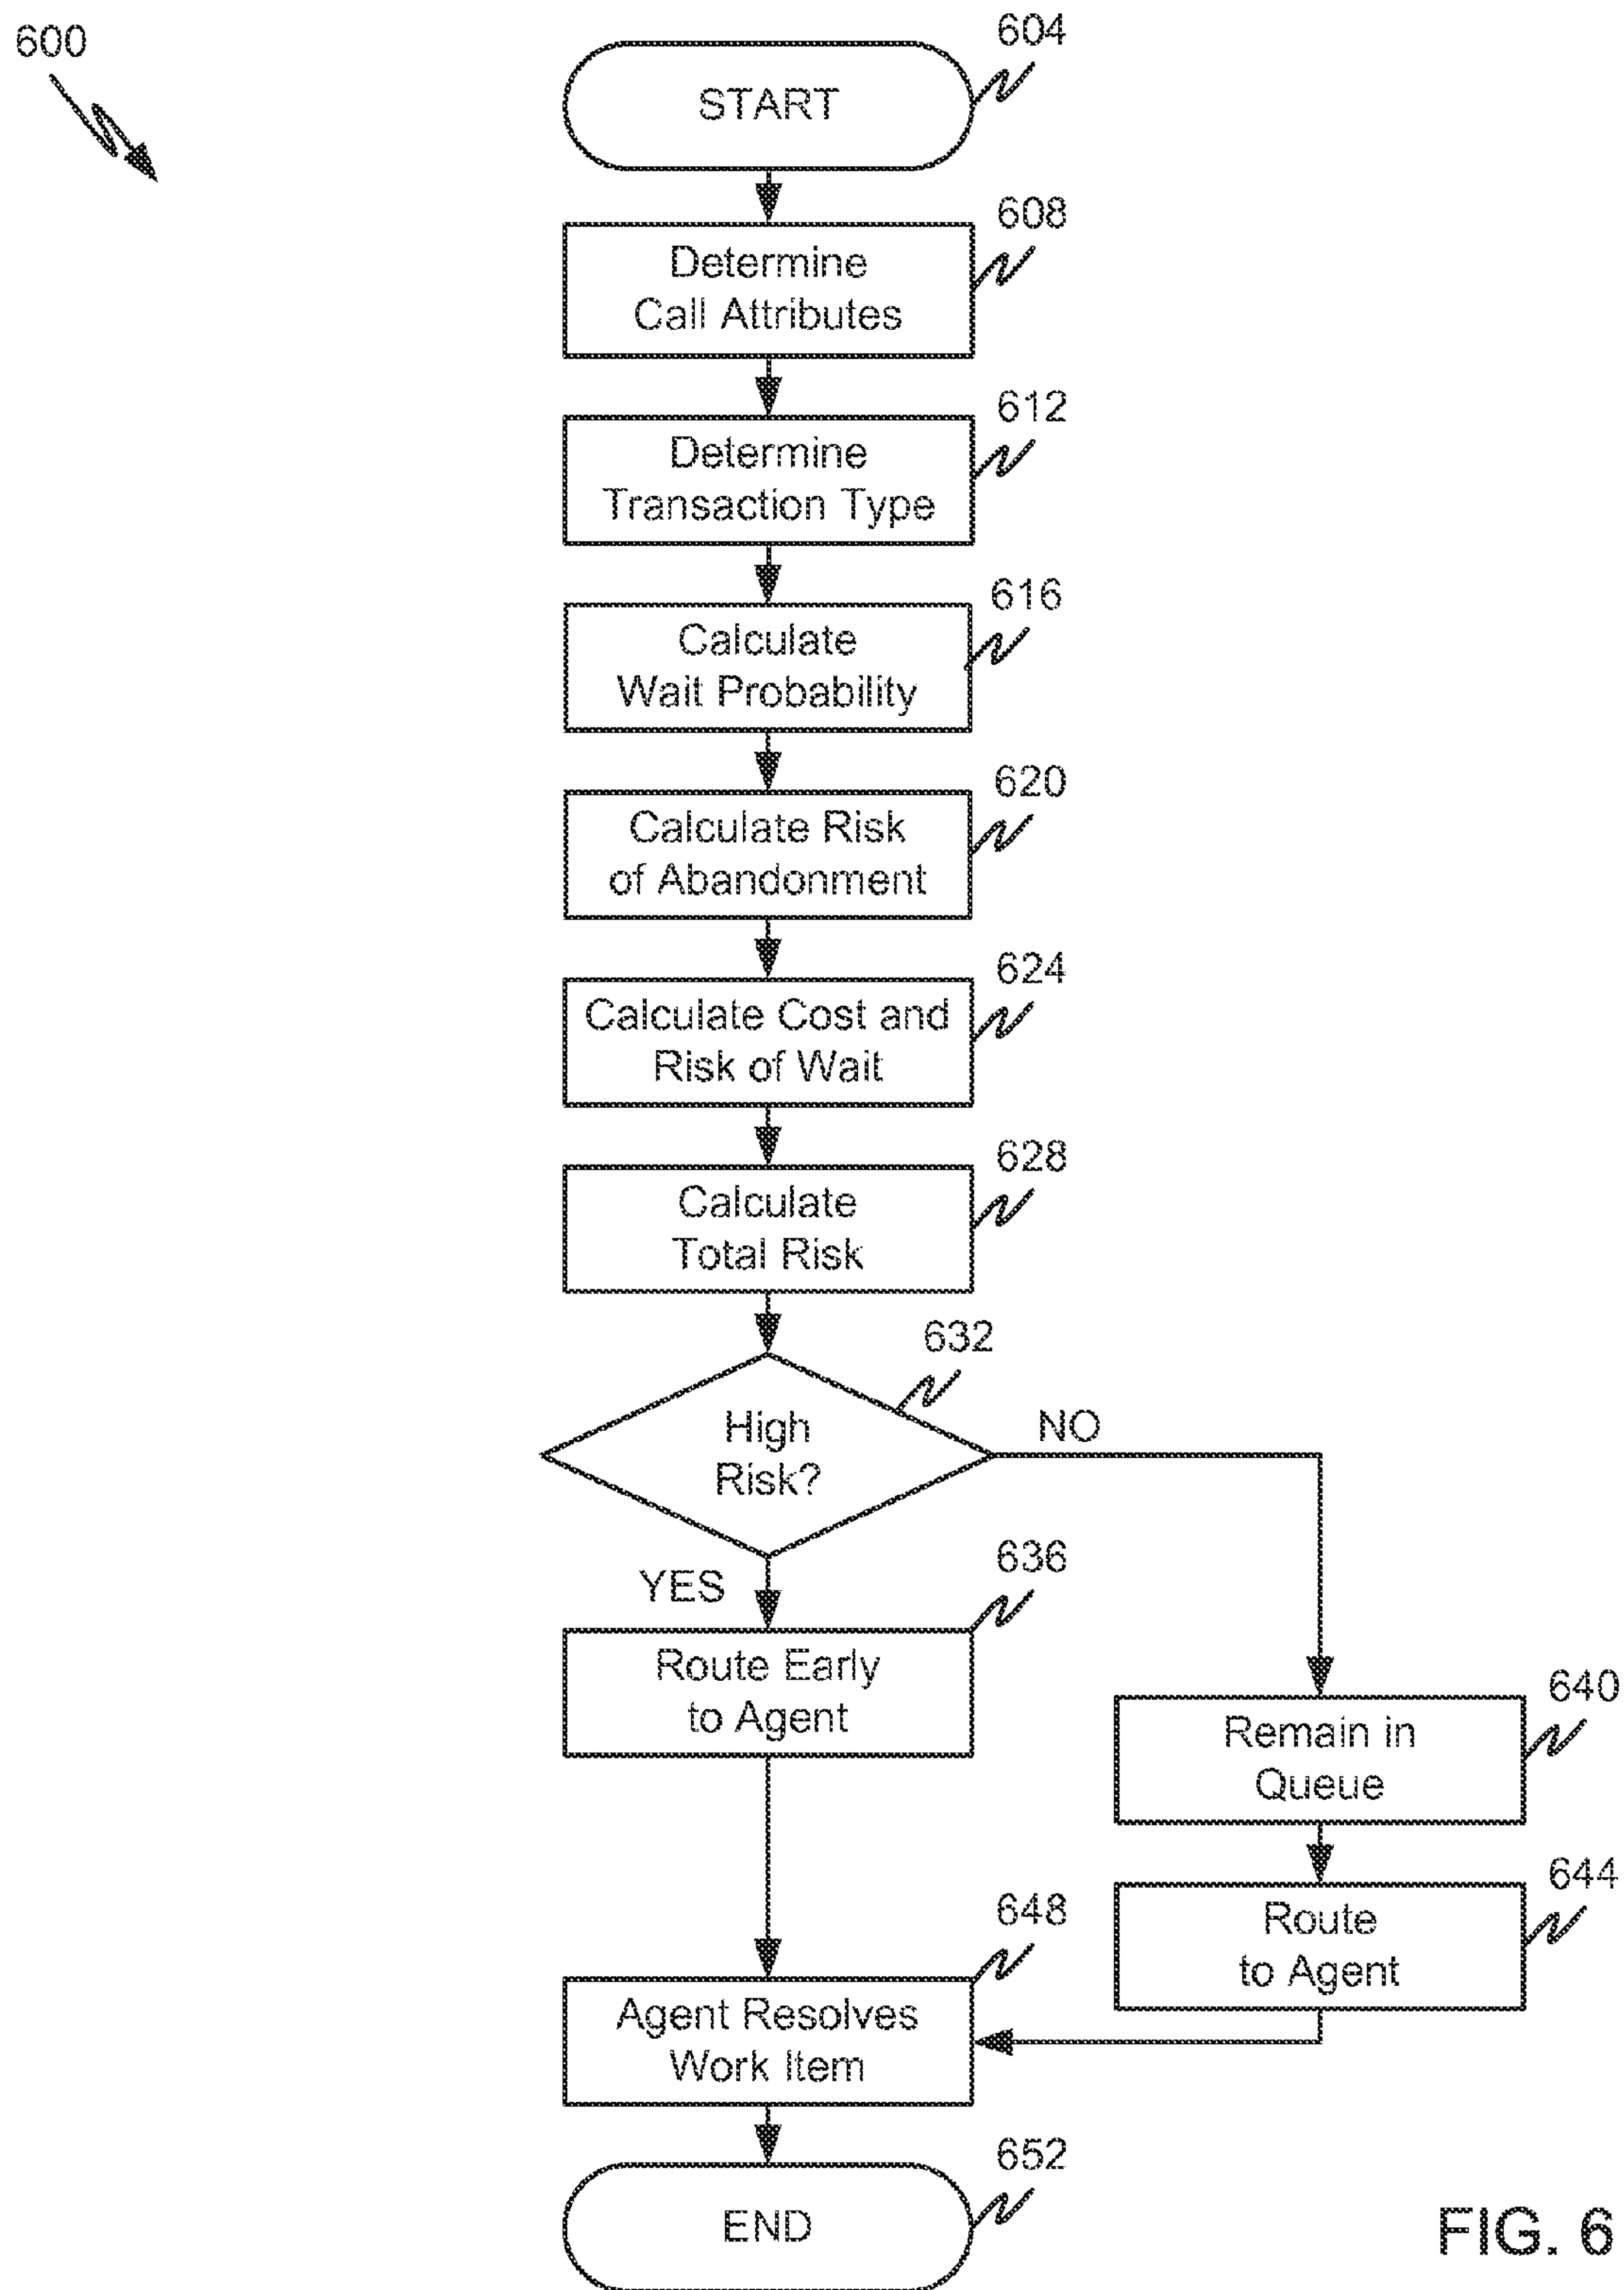 600
604
START
608
Determine
Call Attributes
612
Determine
Transaction Type
616
Calculate
Wait Probability
620
Calculate Risk
of Abandonment
624
Calculate Cost and
Risk of Wait
628
Calculate
Total Risk
632
High
Risk?
NO
YES
636
Route Early
to Agent
640
Remain in
Queue
644
Route
to Agent
648
Agent Resolves
Work Item
652
END
FIG. 6